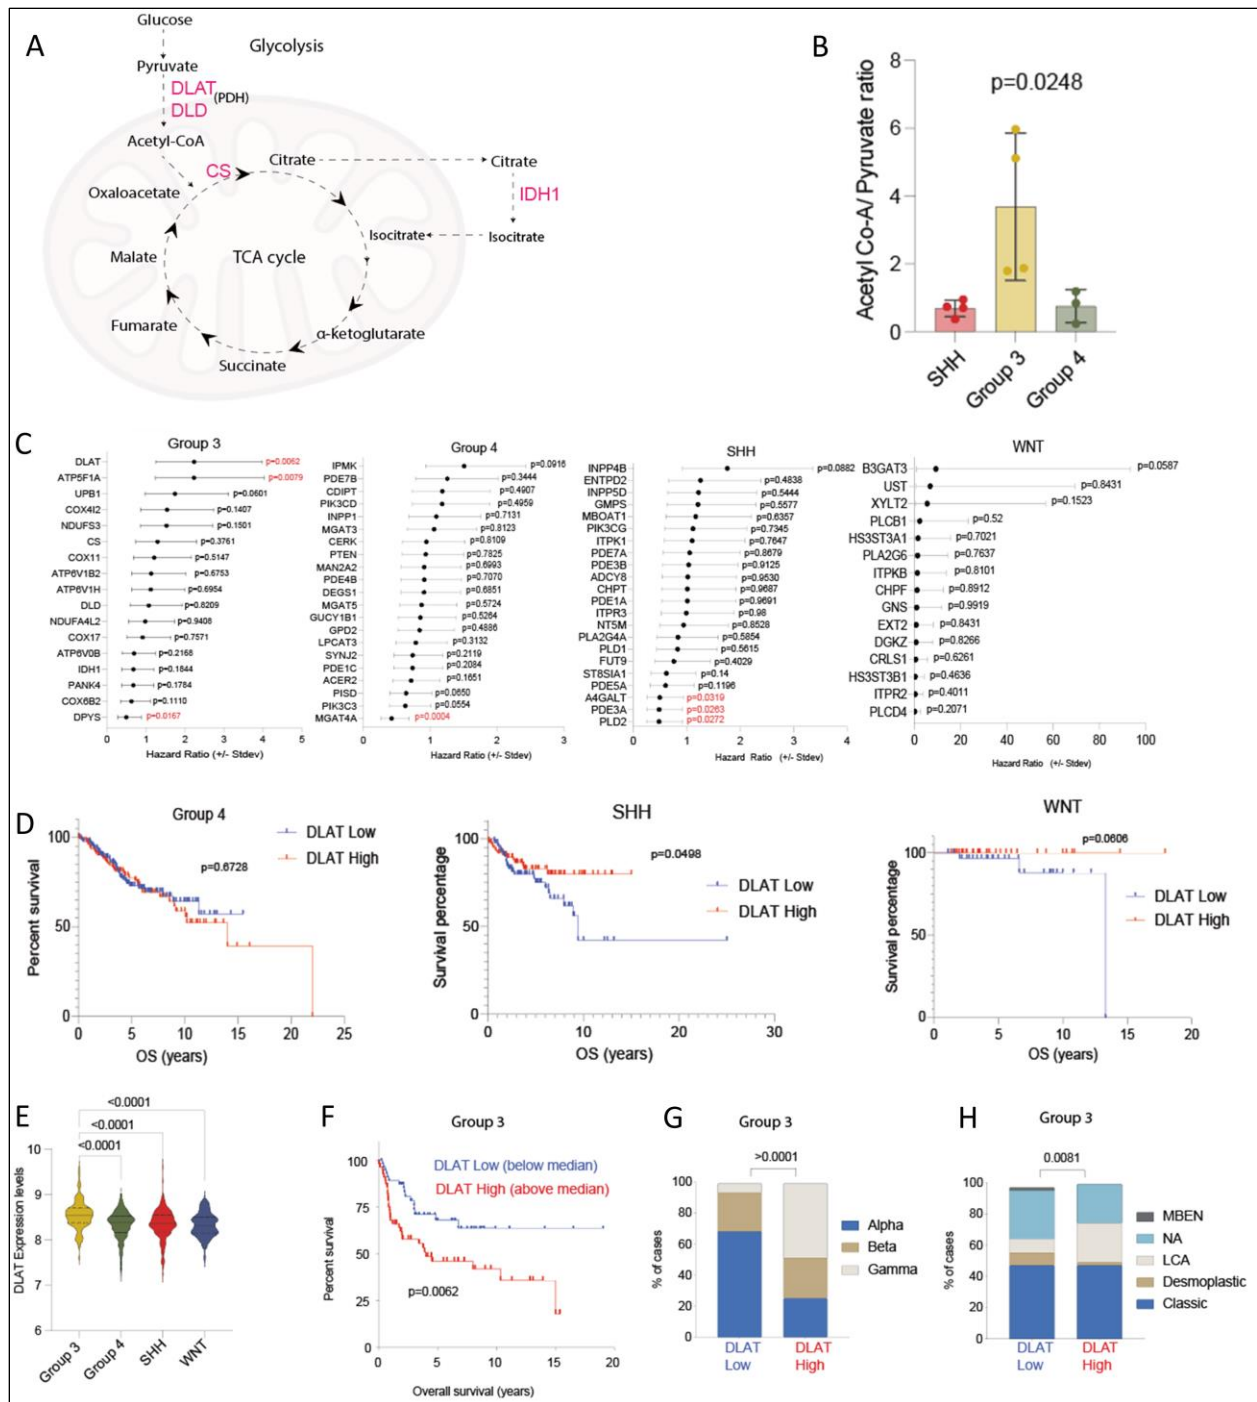 A
Glucose
Glycolysis
Pyruvate
DLAT
(PDH)
DLD
Acetyl-CoA
CS
Citrate
Citrate
Oxaloacetate
IDH1
Isocitrate
Isocitrate
Malate
TCA cycle
Fumarate
α-ketoglutarate
Succinate
B
Acetyl Co-A/ Pyruvate ratio
8
6
4
2
0
p=0.0248
SHH
Group 3
Group 4
C
Group 3
DLAT p=0.0062
ATP5F1A p=0.0079
UPB1 p=0.0601
COX4I2 p=0.1407
NDUFS3 p=0.1501
CS p=0.3761
COX11 p=0.5147
ATP6V1B2 p=0.6753
ATP6V1H p=0.6954
DLD p=0.8209
NDUFA4L2 p=0.9408
COX17 p=0.7571
ATP6V0B p=0.2168
IDH1 p=0.1844
PANK4 p=0.1784
COX6B2 p=0.1110
DPYS p=0.0167
0 1 2 3 4 5
Hazard Ratio (+/- Stdev)
Group 4
IPMK p=0.0916
PDE7B p=0.3444
CDIPT p=0.4907
PIK3CD p=0.4959
INPP1 p=0.7131
MGAT3 p=0.8123
CERK p=0.8109
PTEN p=0.7825
MAN2A2 p=0.6993
PDE4B p=0.7070
DEGS1 p=0.6851
MGAT5 p=0.5724
GUCY1B1 p=0.5264
GPD2 p=0.4886
LPCAT3 p=0.3132
SYNJ2 p=0.2119
PDE1C p=0.2084
ACER2 p=0.1651
PISD p=0.0650
PIK3C3 p=0.0554
MGAT4A p=0.0004
0 1 2 3
Hazard Ratio (+/- Stdev)
SHH
INPP4B p=0.0882
ENTPD2 p=0.4838
INPP5D p=0.5444
GMPS p=0.5577
MBOAT1 p=0.6357
PIK3CG p=0.7345
ITPK1 p=0.7647
PDE7A p=0.8679
PDE3B p=0.9125
ADCY8 p=0.9530
CHPT p=0.9687
PDE1A p=0.9691
ITPR3 p=0.98
NT5M p=0.8528
PLA2G4A p=0.5854
PLD1 p=0.5615
FUT9 p=0.4029
ST8SIA1 p=0.14
PDE5A p=0.1196
A4GALT p=0.0319
PDE3A p=0.0263
PLD2 p=0.0272
0 1 2 3 4
Hazard Ratio (+/- Stdev)
WNT
B3GAT3 p=0.0587
UST p=0.8431
XYLT2 p=0.1523
PLCB1 p=0.52
HS3ST3A1 p=0.7021
PLA2G6 p=0.7637
ITPKB p=0.8101
CHPF p=0.8912
GNS p=0.9919
EXT2 p=0.8431
DGKZ p=0.8266
CRLS1 p=0.6261
HS3ST3B1 p=0.4636
ITPR2 p=0.4011
PLCD4 p=0.2071
0 20 40 60 80 100
Hazard Ratio (+/- Stdev)
D
Group 4
Percent survival
100
50
0
DLAT Low
DLAT High
p=0.6728
0 5 10 15 20 25
OS (years)
SHH
Survival percentage
100
50
0
p=0.0498
DLAT Low
DLAT High
0 10 20 30
OS (years)
WNT
Survival percentage
100
50
0
p=0.0606
DLAT Low
DLAT High
0 5 10 15 20
OS (years)
E
DLAT Expression levels
10
9
8
7
6
<0.0001
<0.0001
<0.0001
Group 3
Group 4
SHH
WNT
F
Group 3
Percent survival
100
75
50
25
0
DLAT Low (below median)
DLAT High (above median)
p=0.0062
0 5 10 15 20
Overall survival (years)
G
Group 3
>0.0001
% of cases
100
80
60
40
20
0
Alpha
Beta
Gamma
DLAT Low
DLAT High
H
Group 3
0.0081
% of cases
100
80
60
40
20
0
MBEN
NA
LCA
Desmoplastic
Classic
DLAT Low
DLAT High